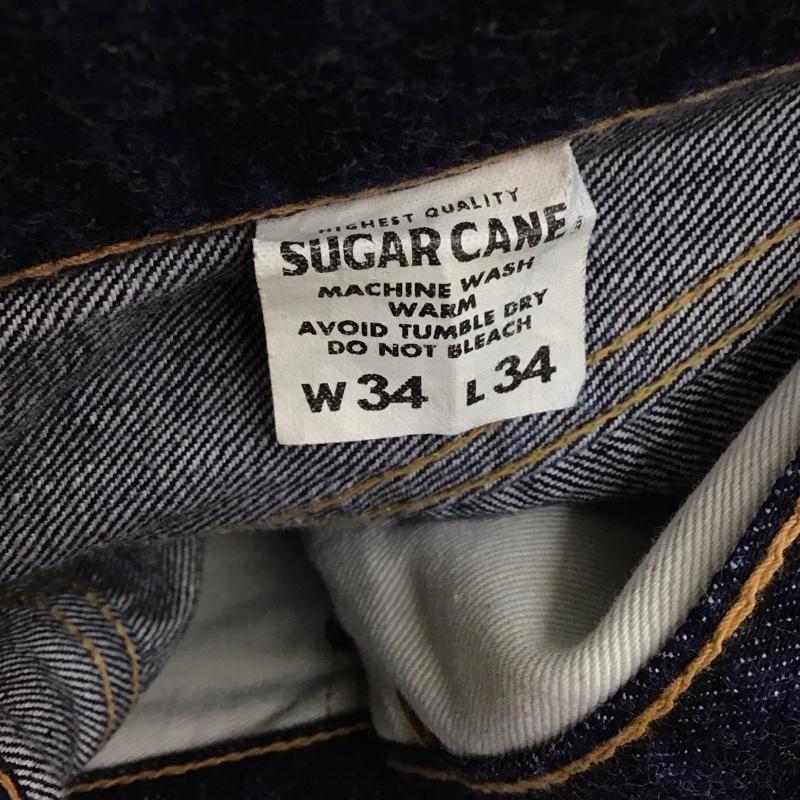 HIGHEST QUALITY
SUGAR CANE
MACHINE WASH
WARM
AVOID TUMBLE DRY
DO NOT BLEACH
W 34 L 34